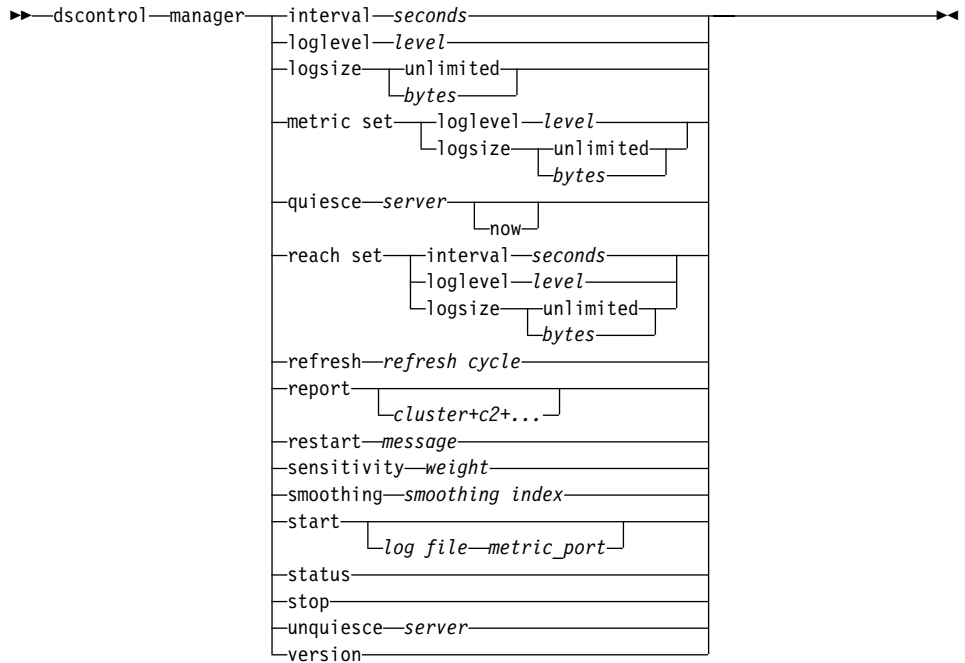 dscontrol manager interval seconds
loglevel level
logsize unlimited
bytes
metric set loglevel level
logsize unlimited
bytes
quiesce server
now
reach set interval seconds
loglevel level
logsize unlimited
bytes
refresh refresh cycle
report
cluster+c2+...
restart message
sensitivity weight
smoothing smoothing index
start
log file metric_port
status
stop
unquiesce server
version